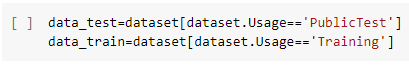 [ ] data_test=dataset[dataset.Usage=='PublicTest']
data_train=dataset[dataset.Usage=='Training']